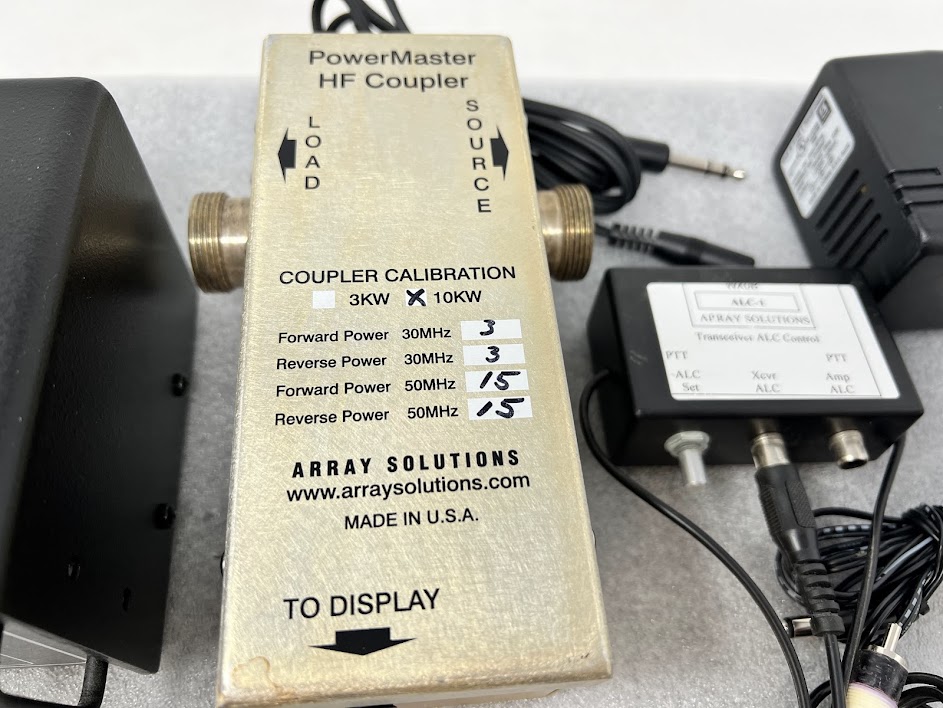 PowerMaster
HF Coupler
LOAD
SOURCE
COUPLER CALIBRATION
3KW X 10KW
Forward Power 30MHz 3
Reverse Power 30MHz 3
Forward Power 50MHz 15
Reverse Power 50MHz 15
ARRAY SOLUTIONS
www.arraysolutions.com
MADE IN U.S.A.
TO DISPLAY
ALC-1
ARRAY SOLUTIONS
Transceiver ALC Control
PTT PTT
-ALC Xcvr Amp
Set ALC ALC